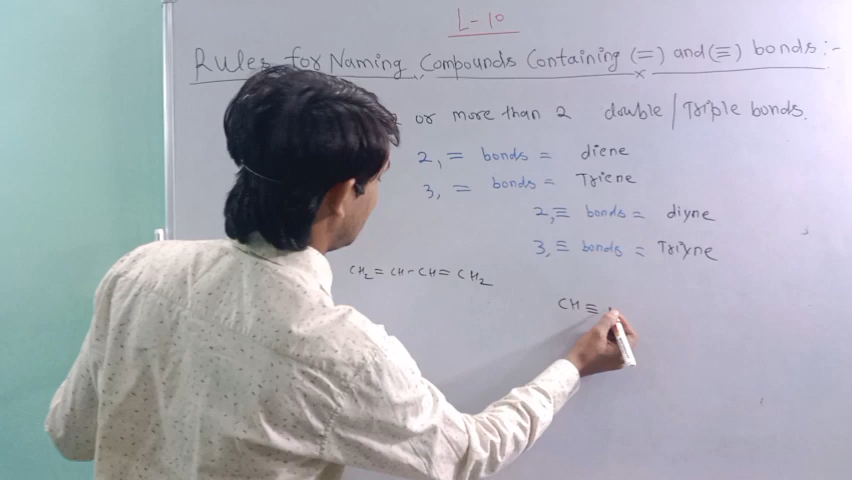 L-10
Rules for Naming Compounds Containing (=) and (≡) bonds:-
or more than 2 double/Triple bonds.
2, = bonds = diene
3, = bonds = Triene
2, ≡ bonds = diyne
3, ≡ bonds = Triyne
CH₂=CH-CH=CH₂
CH≡